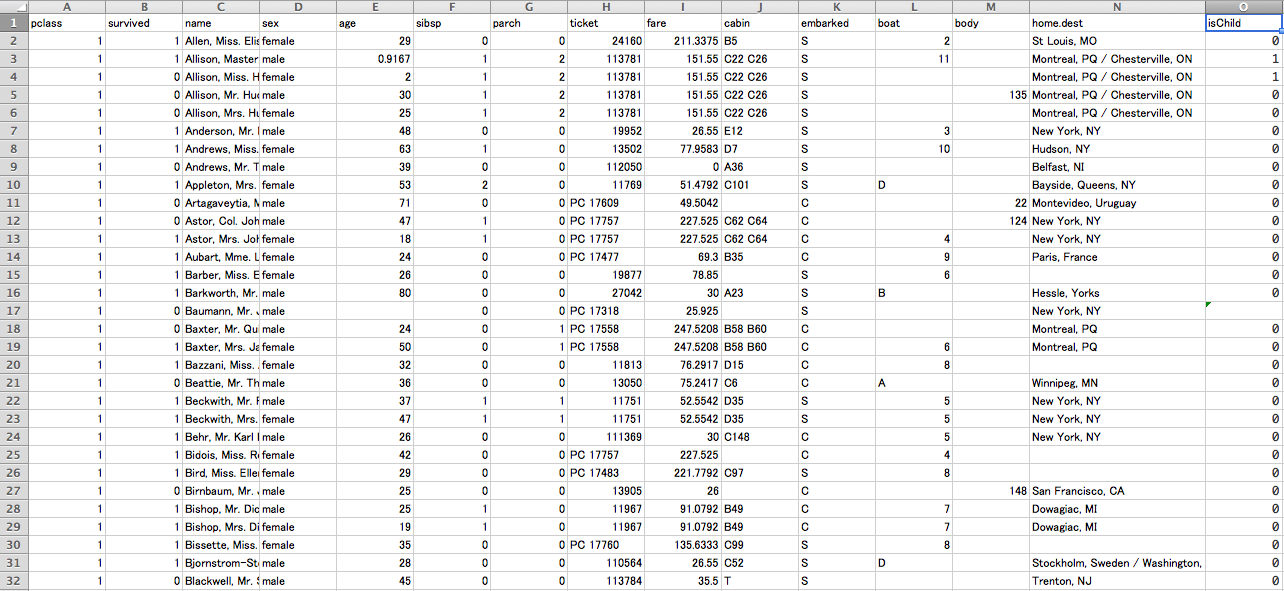 A B C D E F G H I J K L M N O
1 pclass survived name sex age sibsp parch ticket fare cabin embarked boat body home.dest isChild
2 1 1 Allen, Miss. Elis female 29 0 0 24160 211.3375 B5 S 2 St Louis, MO 0
3 1 1 Allison, Master male 0.9167 1 2 113781 151.55 C22 C26 S 11 Montreal, PQ / Chesterville, ON 1
4 1 0 Allison, Miss. H female 2 1 2 113781 151.55 C22 C26 S Montreal, PQ / Chesterville, ON 1
5 1 0 Allison, Mr. Hud male 30 1 2 113781 151.55 C22 C26 S 135 Montreal, PQ / Chesterville, ON 0
6 1 0 Allison, Mrs. Hu female 25 1 2 113781 151.55 C22 C26 S Montreal, PQ / Chesterville, ON 0
7 1 1 Anderson, Mr. male 48 0 0 19952 26.55 E12 S 3 New York, NY 0
8 1 1 Andrews, Miss. female 63 1 0 13502 77.9583 D7 S 10 Hudson, NY 0
9 1 0 Andrews, Mr. T male 39 0 0 112050 0 A36 S Belfast, NI 0
10 1 1 Appleton, Mrs. female 53 2 0 11769 51.4792 C101 S D Bayside, Queens, NY 0
11 1 0 Artagaveytia, M male 71 0 0 PC 17609 49.5042 C 22 Montevideo, Uruguay 0
12 1 0 Astor, Col. Joh male 47 1 0 PC 17757 227.525 C62 C64 C 124 New York, NY 0
13 1 1 Astor, Mrs. Joh female 18 1 0 PC 17757 227.525 C62 C64 C 4 New York, NY 0
14 1 1 Aubart, Mme. L female 24 0 0 PC 17477 69.3 B35 C 9 Paris, France 0
15 1 1 Barber, Miss. E female 26 0 0 19877 78.85 S 6 0
16 1 1 Barkworth, Mr. male 80 0 0 27042 30 A23 S B Hessle, Yorks 0
17 1 0 Baumann, Mr. male 0 0 PC 17318 25.925 S New York, NY
18 1 0 Baxter, Mr. Qu male 24 0 1 PC 17558 247.5208 B58 B60 C Montreal, PQ 0
19 1 1 Baxter, Mrs. Ja female 50 0 1 PC 17558 247.5208 B58 B60 C 6 Montreal, PQ 0
20 1 1 Bazzani, Miss. female 32 0 0 11813 76.2917 D15 C 8 0
21 1 0 Beattie, Mr. Th male 36 0 0 13050 75.2417 C6 C A Winnipeg, MN 0
22 1 1 Beckwith, Mr. male 37 1 1 11751 52.5542 D35 S 5 New York, NY 0
23 1 1 Beckwith, Mrs. female 47 1 1 11751 52.5542 D35 S 5 New York, NY 0
24 1 1 Behr, Mr. Karl male 26 0 0 111369 30 C148 C 5 New York, NY 0
25 1 1 Bidois, Miss. Ro female 42 0 0 PC 17757 227.525 C 4 0
26 1 1 Bird, Miss. Eller female 29 0 0 PC 17483 221.7792 C97 S 8 0
27 1 0 Birnbaum, Mr. male 25 0 0 13905 26 C 148 San Francisco, CA 0
28 1 1 Bishop, Mr. Dic male 25 1 0 11967 91.0792 B49 C 7 Dowagiac, MI 0
29 1 1 Bishop, Mrs. Di female 19 1 0 11967 91.0792 B49 C 7 Dowagiac, MI 0
30 1 1 Bissette, Miss. female 35 0 0 PC 17760 135.6333 C99 S 8 0
31 1 1 Bjornstrom-St male 28 0 0 110564 26.55 C52 S D Stockholm, Sweden / Washington, 0
32 1 0 Blackwell, Mr. male 45 0 0 113784 35.5 T S Trenton, NJ 0